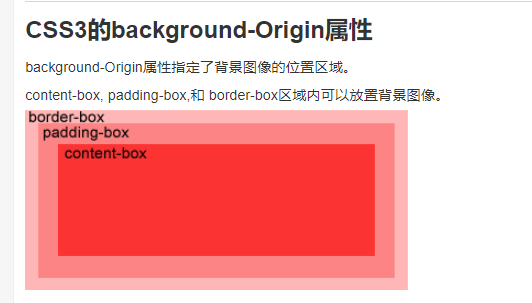 CSS3的background-Origin属性
background-Origin属性指定了背景图像的位置区域。
content-box, padding-box,和 border-box区域内可以放置背景图像。
border-box
padding-box
content-box